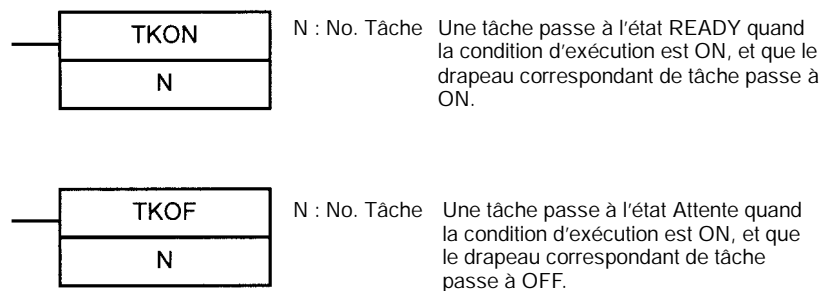 TKON
N
N : No. Tâche Une tâche passe à l'état READY quand
la condition d'exécution est ON, et que le
drapeau correspondant de tâche passe à
ON.
TKOF
N
N : No. Tâche Une tâche passe à l'état Attente quand
la condition d'exécution est ON, et que
le drapeau correspondant de tâche
passe à OFF.